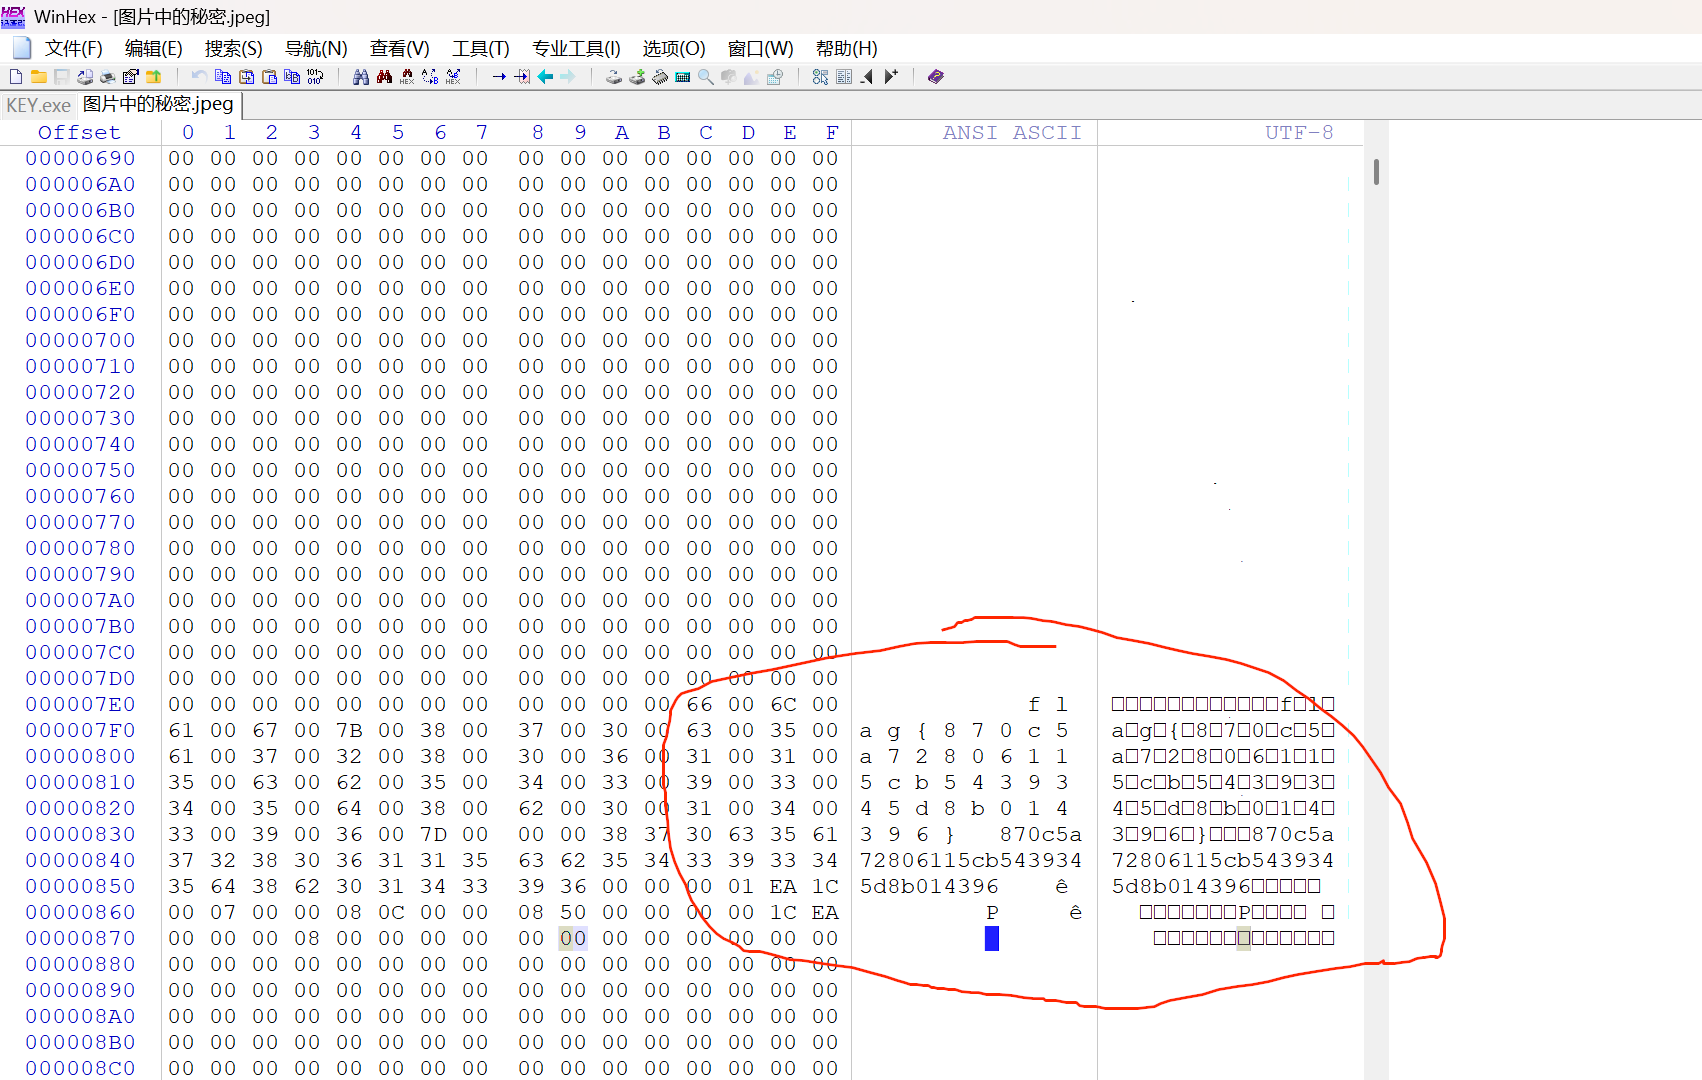 WinHex - [图片中的秘密.jpeg]
文件(F) 编辑(E) 搜索(S) 导航(N) 查看(V) 工具(T) 专业工具(I) 选项(O) 窗口(W) 帮助(H)
KEY.exe 图片中的秘密.jpeg
Offset 0 1 2 3 4 5 6 7 8 9 A B C D E F ANSI ASCII UTF-8
00000690 00 00 00 00 00 00 00 00 00 00 00 00 00 00 00 00
000006A0 00 00 00 00 00 00 00 00 00 00 00 00 00 00 00 00
000006B0 00 00 00 00 00 00 00 00 00 00 00 00 00 00 00 00
000006C0 00 00 00 00 00 00 00 00 00 00 00 00 00 00 00 00
000006D0 00 00 00 00 00 00 00 00 00 00 00 00 00 00 00 00
000006E0 00 00 00 00 00 00 00 00 00 00 00 00 00 00 00 00
000006F0 00 00 00 00 00 00 00 00 00 00 00 00 00 00 00 00
00000700 00 00 00 00 00 00 00 00 00 00 00 00 00 00 00 00
00000710 00 00 00 00 00 00 00 00 00 00 00 00 00 00 00 00
00000720 00 00 00 00 00 00 00 00 00 00 00 00 00 00 00 00
00000730 00 00 00 00 00 00 00 00 00 00 00 00 00 00 00 00
00000740 00 00 00 00 00 00 00 00 00 00 00 00 00 00 00 00
00000750 00 00 00 00 00 00 00 00 00 00 00 00 00 00 00 00
00000760 00 00 00 00 00 00 00 00 00 00 00 00 00 00 00 00
00000770 00 00 00 00 00 00 00 00 00 00 00 00 00 00 00 00
00000780 00 00 00 00 00 00 00 00 00 00 00 00 00 00 00 00
00000790 00 00 00 00 00 00 00 00 00 00 00 00 00 00 00 00
000007A0 00 00 00 00 00 00 00 00 00 00 00 00 00 00 00 00
000007B0 00 00 00 00 00 00 00 00 00 00 00 00 00 00 00 00
000007C0 00 00 00 00 00 00 00 00 00 00 00 00 00 00 00 00
000007D0 00 00 00 00 00 00 00 00 00 00 00 00 00 00 00 00
000007E0 00 00 00 00 00 00 00 00 00 00 00 00 66 00 6C 00 f l □□□□□□□□□□□□f□l□
000007F0 61 00 67 00 7B 00 38 00 37 00 30 00 63 00 35 00 a g { 8 7 0 c 5 a□g□{□8□7□0□c□5□
00000800 61 00 37 00 32 00 38 00 30 00 36 00 31 00 31 00 a 7 2 8 0 6 1 1 a□7□2□8□0□6□1□1□
00000810 35 00 63 00 62 00 35 00 34 00 33 00 39 00 33 00 5 c b 5 4 3 9 3 5□c□b□5□4□3□9□3□
00000820 34 00 35 00 64 00 38 00 62 00 30 00 31 00 34 00 4 5 d 8 b 0 1 4 4□5□d□8□b□0□1□4□
00000830 33 00 39 00 36 00 7D 00 00 00 38 37 30 63 35 61 3 9 6 } 870c5a 3□9□6□}□□□870c5a
00000840 37 32 38 30 36 31 31 35 63 62 35 34 33 39 33 34 72806115cb543934 72806115cb543934
00000850 35 64 38 62 30 31 34 33 39 36 00 00 00 01 EA 1C 5d8b014396 ê 5d8b014396□□□□□
00000860 00 07 00 00 08 0C 00 00 08 50 00 00 00 00 1C EA P ê □□□□□□□P□□□□ □
00000870 00 00 00 08 00 00 00 00 00 00 00 00 00 00 00 00 □□□□□□□□□□□□□
00000880 00 00 00 00 00 00 00 00 00 00 00 00 00 00 00 00
00000890 00 00 00 00 00 00 00 00 00 00 00 00 00 00 00 00
000008A0 00 00 00 00 00 00 00 00 00 00 00 00 00 00 00 00
000008B0 00 00 00 00 00 00 00 00 00 00 00 00 00 00 00 00
000008C0 00 00 00 00 00 00 00 00 00 00 00 00 00 00 00 00